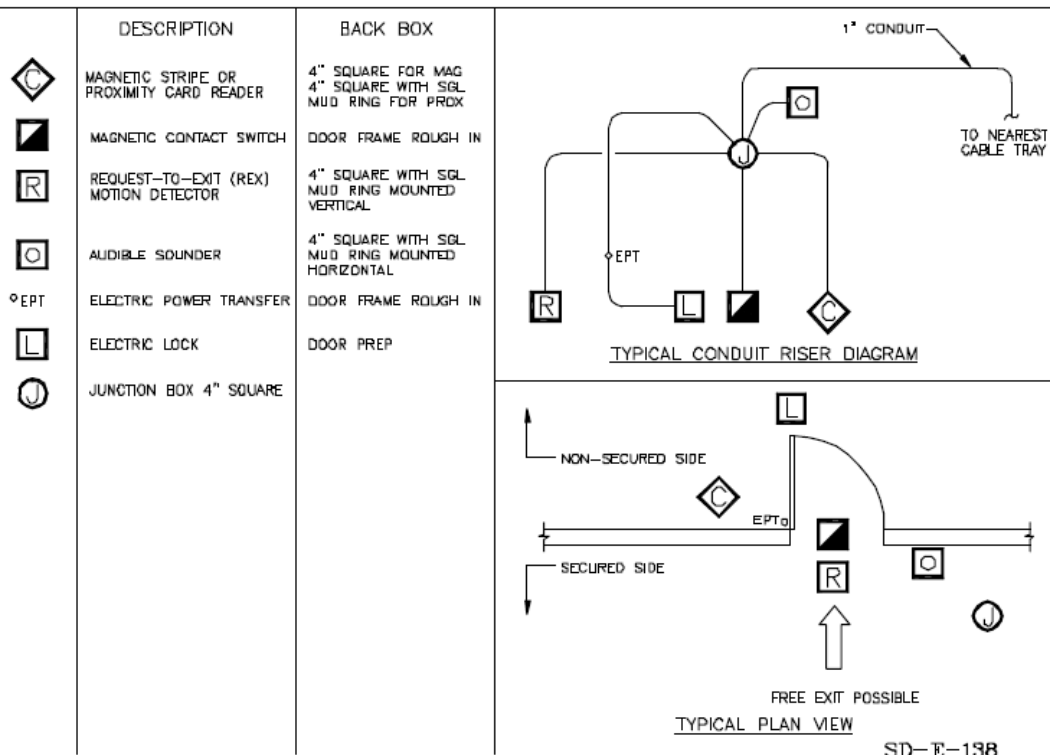 DESCRIPTION
BACK BOX
C
MAGNETIC STRIPE OR
PROXIMITY CARD READER
4" SQUARE FOR MAG
4" SQUARE WITH SGL
MUD RING FOR PROX
MAGNETIC CONTACT SWITCH
DOOR FRAME ROUGH IN
R
REQUEST-TO-EXIT (REX)
MOTION DETECTOR
4" SQUARE WITH SGL
MUD RING MOUNTED
VERTICAL
AUDIBLE SOUNDER
4" SQUARE WITH SGL
MUD RING MOUNTED
HORIZONTAL
EPT
ELECTRIC POWER TRANSFER
DOOR FRAME ROUGH IN
L
ELECTRIC LOCK
DOOR PREP
J
JUNCTION BOX 4" SQUARE
1" CONDUIT
J
TO NEAREST
CABLE TRAY
EPT
R
L
C
TYPICAL CONDUIT RISER DIAGRAM
L
NON-SECURED SIDE
C
EPT
SECURED SIDE
R
J
FREE EXIT POSSIBLE
TYPICAL PLAN VIEW
SD-E-138